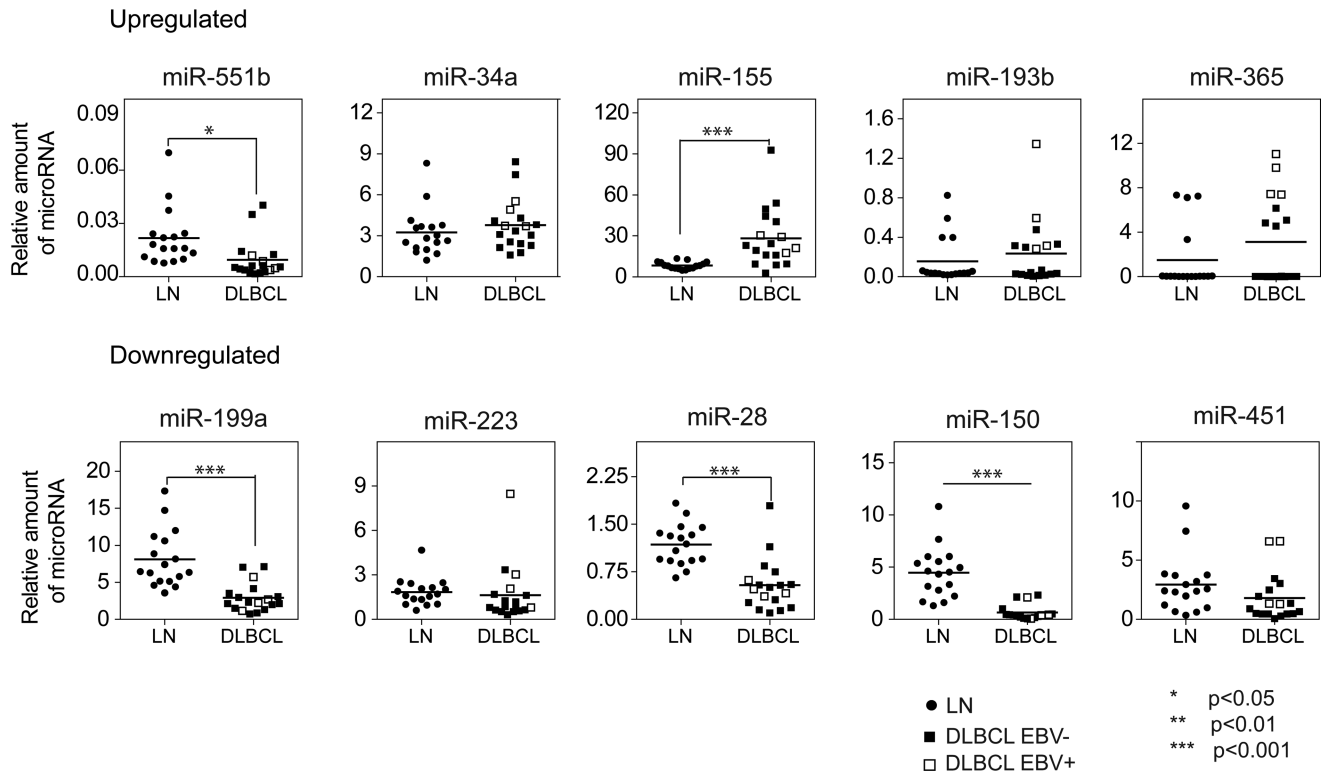 Upregulated
miR-551b
miR-34a
miR-155
miR-193b
miR-365
Relative amount
of microRNA
0.09
0.06
0.03
0.00
*
LN
DLBCL
12
9
6
3
0
LN
DLBCL
120
90
60
30
0
***
LN
DLBCL
1.6
1.2
0.8
0.4
0.0
LN
DLBCL
12
8
4
0
LN
DLBCL
Downregulated
miR-199a
miR-223
miR-28
miR-150
miR-451
Relative amount
of microRNA
20
15
10
5
0
***
LN
DLBCL
9
6
3
0
LN
DLBCL
2.25
1.50
0.75
0.00
***
LN
DLBCL
15
10
5
0
***
LN
DLBCL
10
5
0
LN
DLBCL
LN
DLBCL EBV-
DLBCL EBV+
* p<0.05
** p<0.01
*** p<0.001